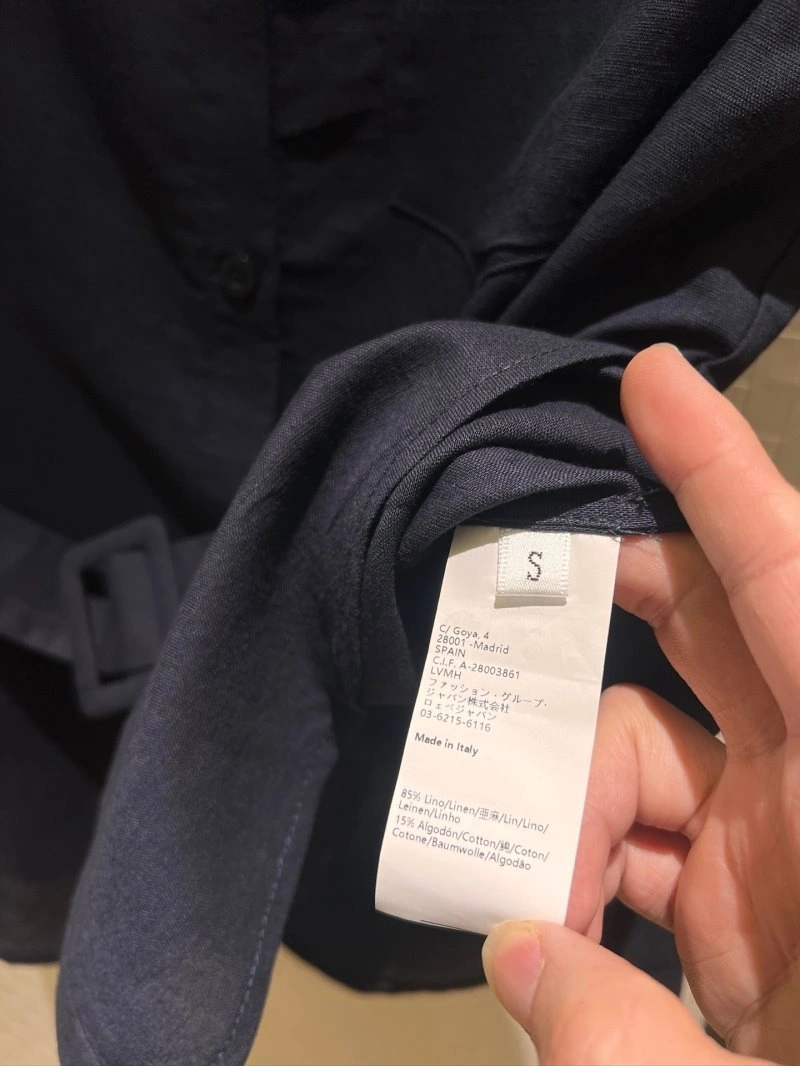 S
C/ Goya, 4
28001 -Madrid
SPAIN
C.I.F. A-28003861
LVMH
ファッション・グループ・
ジャパン株式会社
ロエベジャパン
03-6215-6116
Made in Italy
85% Lino/Linen/亜麻/Lin/Lino/
Leinen/Linho
15% Algodón/Cotton/綿/Coton/
Cotone/Baumwolle/Algodão